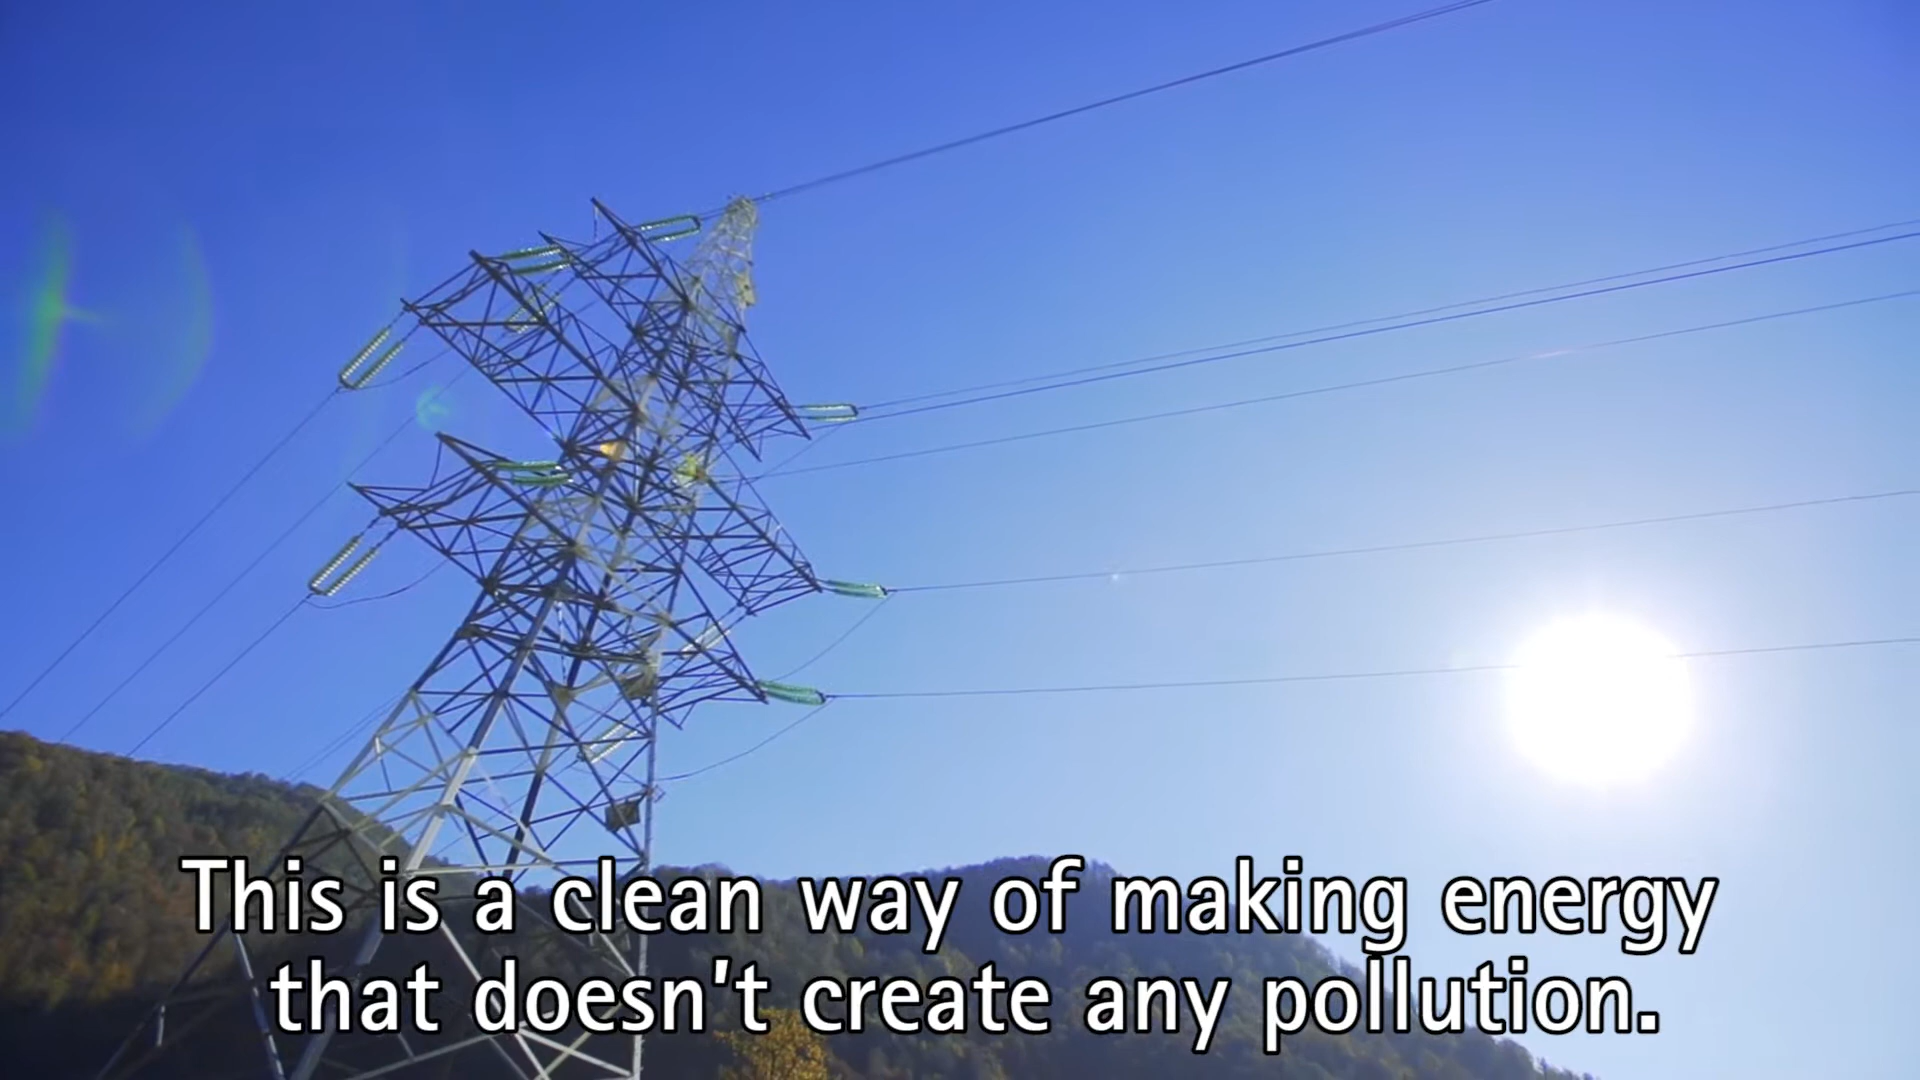 This is a clean way of making energy
that doesn't create any pollution.